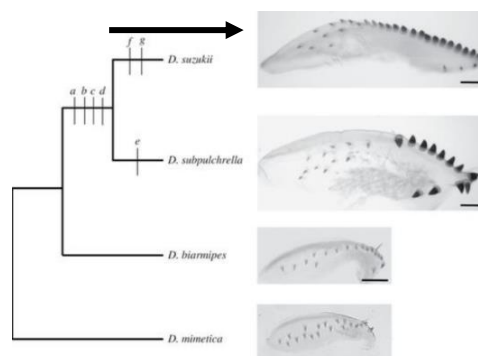 f g
D. suzukii
a b c d
e
D. subpulchrella
D. biarmipes
D. mimetica